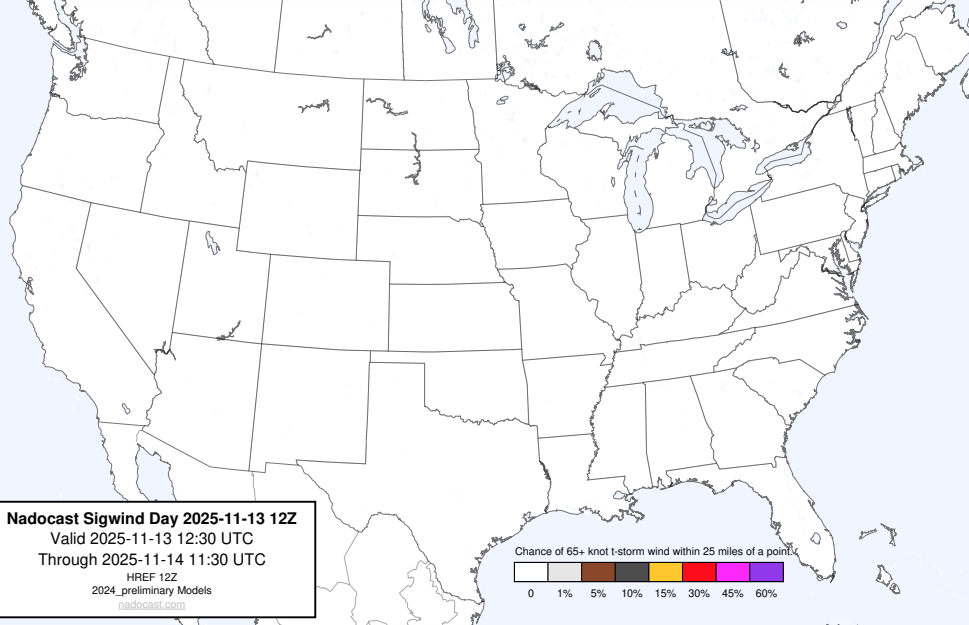 Nadocast Sigwind Day 2025-11-13 12Z
Valid 2025-11-13 12:30 UTC
Through 2025-11-14 11:30 UTC
HREF 12Z
2024_preliminary Models
nadocast.com
Chance of 65+ knot t-storm wind within 25 miles of a point.
0 1% 5% 10% 15% 30% 45% 60%